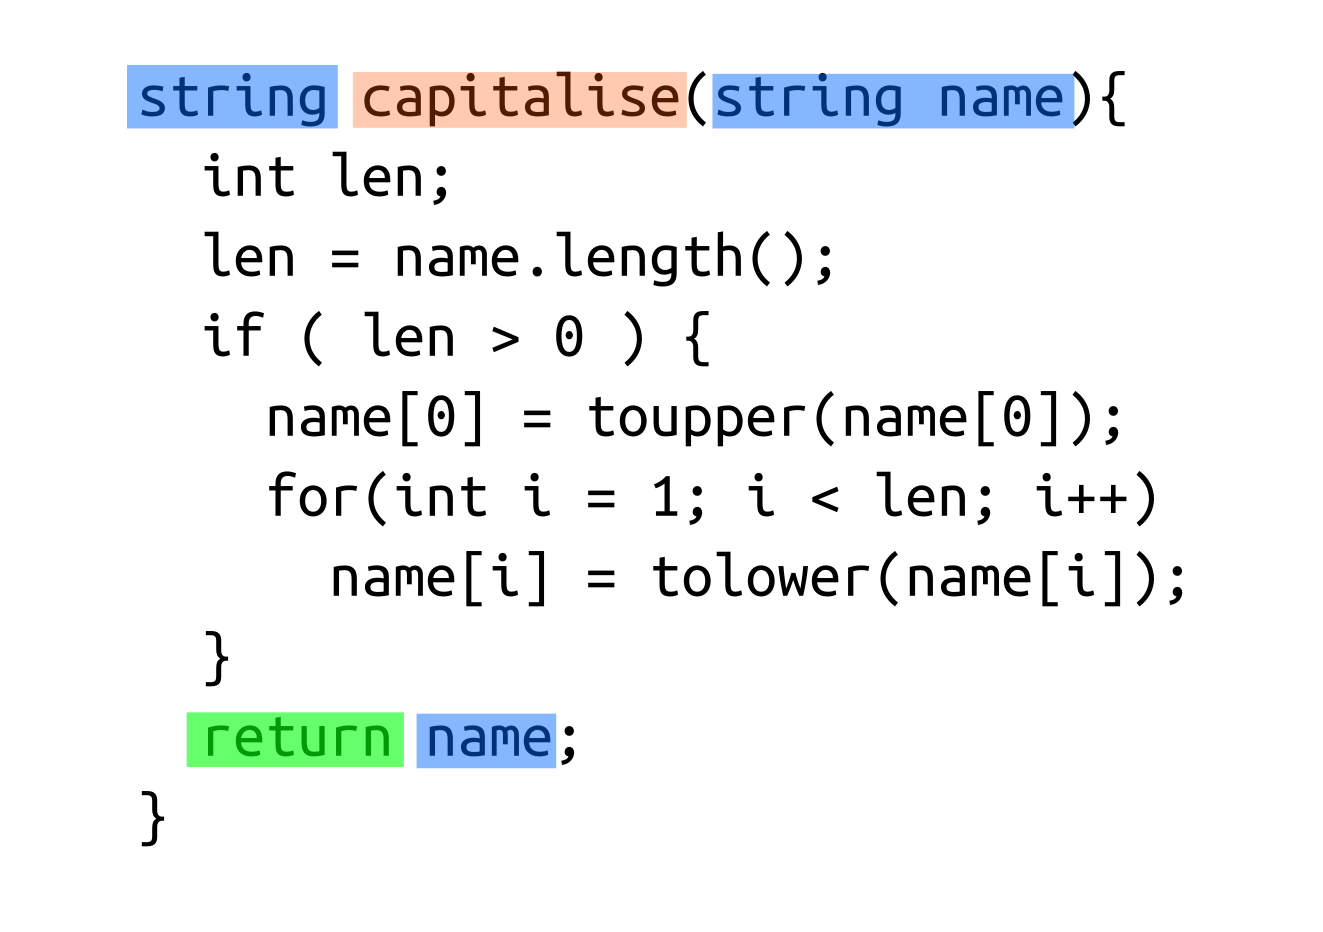 string capitalise(string name){
  int len;
  len = name.length();
  if ( len > 0 ) {
    name[0] = toupper(name[0]);
    for(int i = 1; i < len; i++)
      name[i] = tolower(name[i]);
  }
  return name;
}